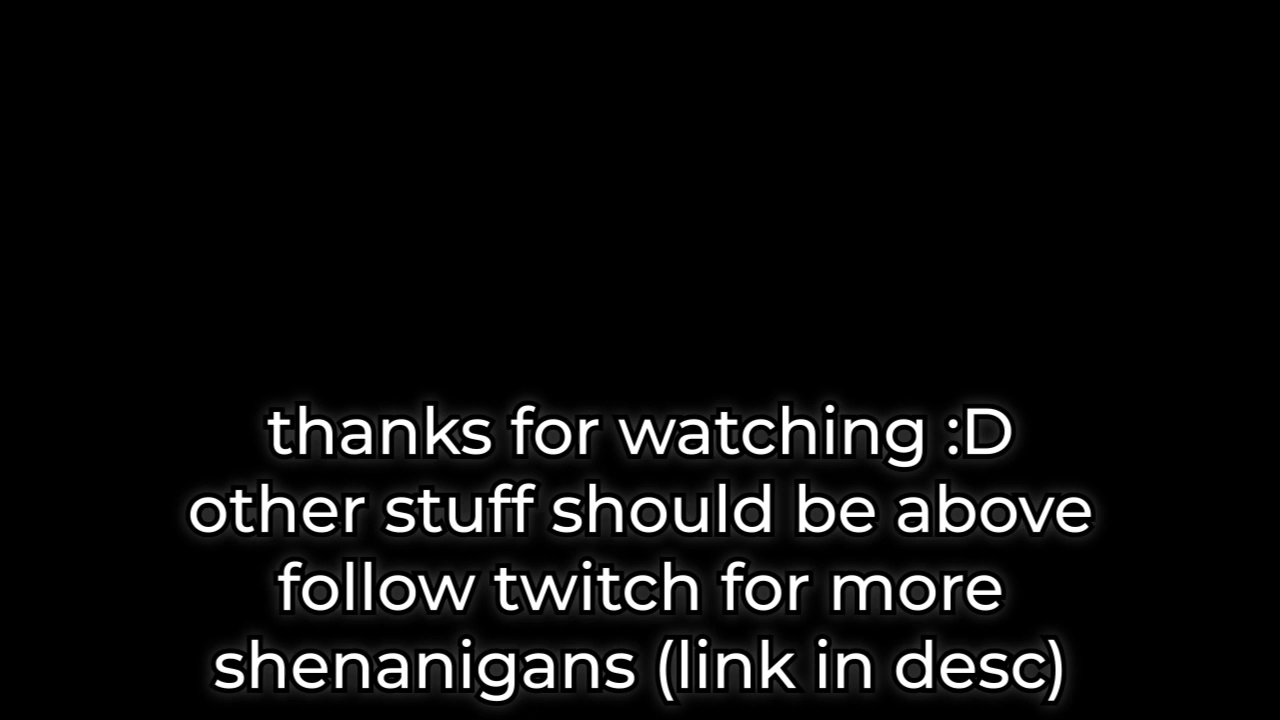 thanks for watching :D
other stuff should be above
follow twitch for more
shenanigans (link in desc)